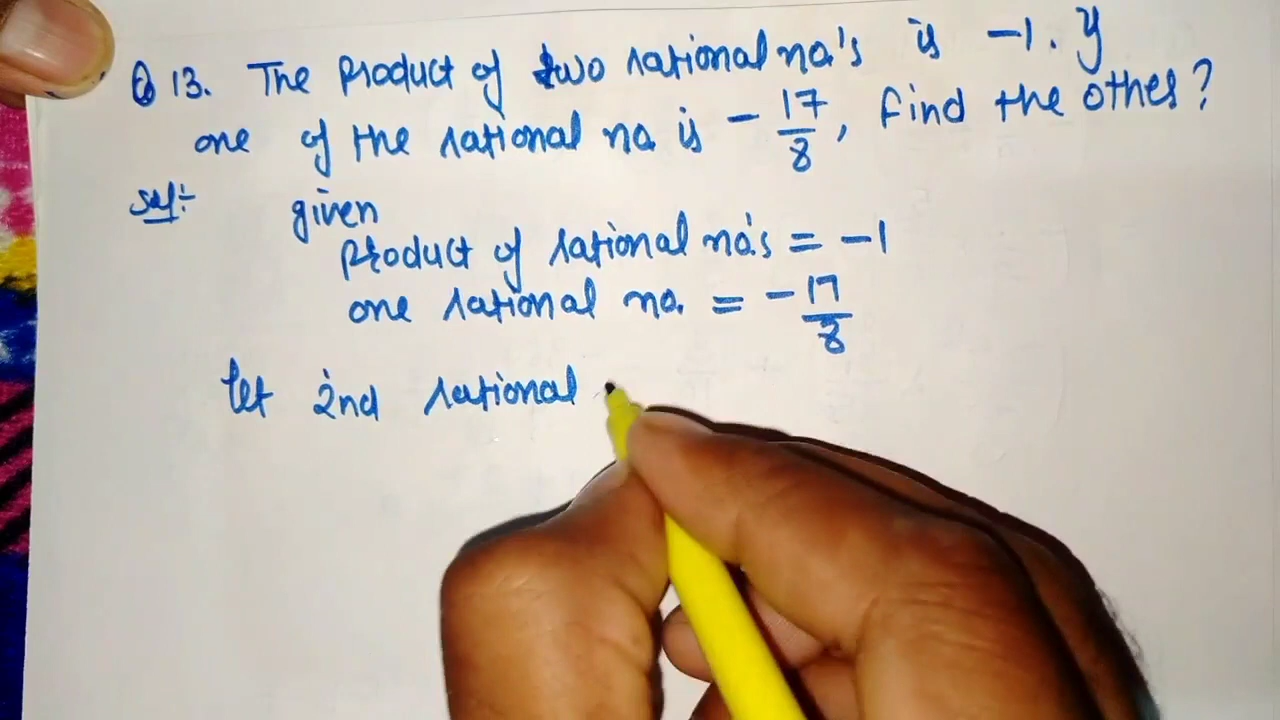 Q 13. The product of two rational no's is -1. If
one of the rational no. is - 17/8, find the other?
Sol:-
given
product of rational no's = -1
one rational no. = - 17/8
let 2nd rational